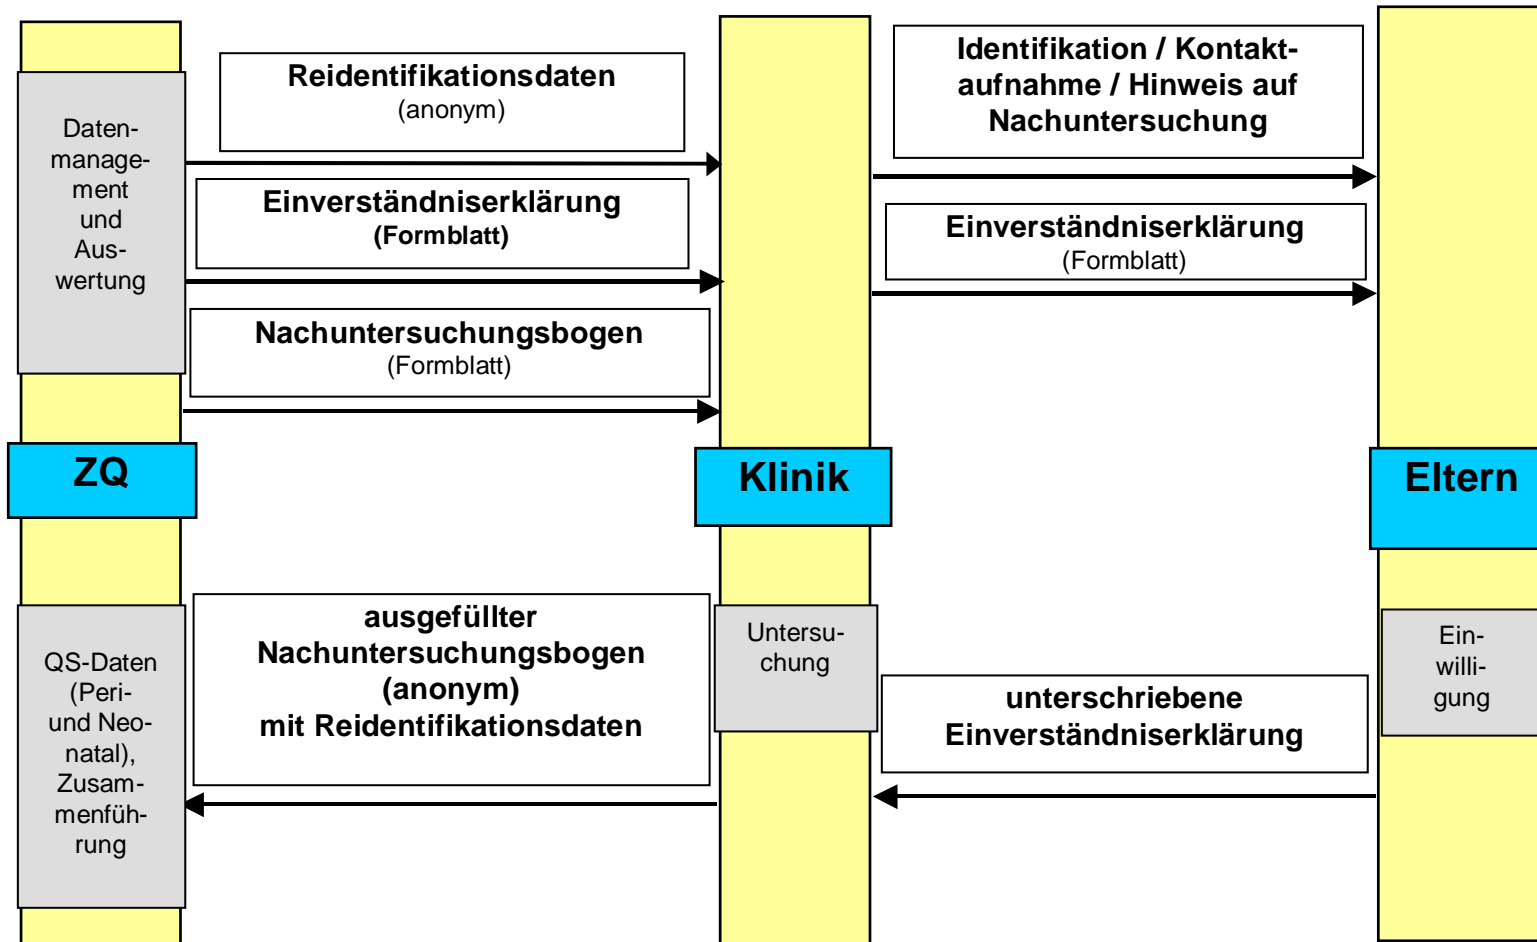 Daten-
manage-
ment
und
Aus-
wertung
Reidentifikationsdaten
(anonym)
Einverständniserklärung
(Formblatt)
Nachuntersuchungsbogen
(Formblatt)
Identifikation / Kontakt-
aufnahme / Hinweis auf
Nachuntersuchung
Einverständniserklärung
(Formblatt)
ZQ
Klinik
Eltern
QS-Daten
(Peri-
und Neo-
natal),
Zusam-
menfüh-
rung
ausgefüllter
Nachuntersuchungsbogen
(anonym)
mit Reidentifikationsdaten
Untersu-
chung
unterschriebene
Einverständniserklärung
Ein-
willi-
gung